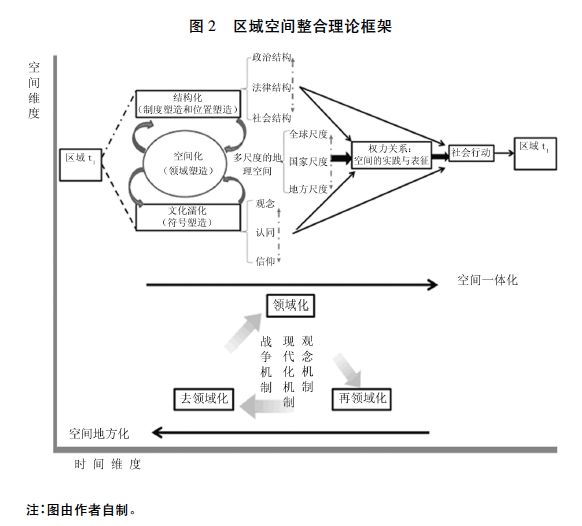 图 2　区域空间整合理论框架
空间维度
政治结构
法律结构
社会结构
结构化
(制度塑造和位置塑造)
区域 t₁
空间化
(领域塑造)
多尺度的地
理空间
全球尺度
国家尺度
地方尺度
权力关系:
空间的实践与表征
社会行动
区域 t₁
文化濡化
(符号塑造)
观念
认同
信仰
空间一体化
领域化
战争机制
现代化机制
观念机制
去领域化
再领域化
空间地方化
时间维度
注:图由作者自制。